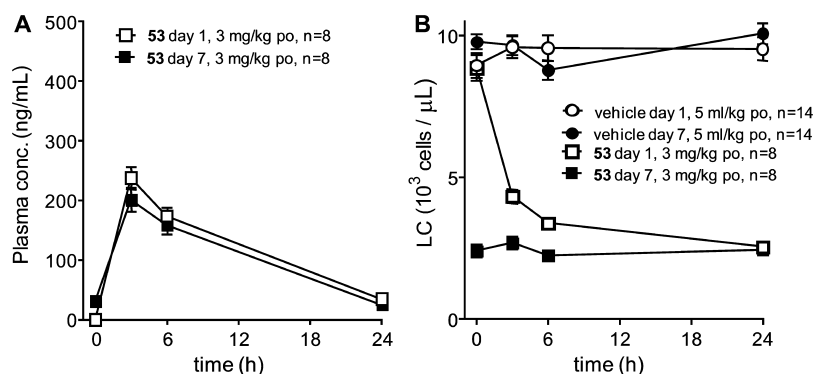 A
53 day 1, 3 mg/kg po, n=8
53 day 7, 3 mg/kg po, n=8
Plasma conc. (ng/mL)
500
400
300
200
100
0
0 6 12 18 24
time (h)
B
vehicle day 1, 5 ml/kg po, n=14
vehicle day 7, 5 ml/kg po, n=14
53 day 1, 3 mg/kg po, n=8
53 day 7, 3 mg/kg po, n=8
LC (10³ cells / μL)
10
5
0
0 6 12 18 24
time (h)